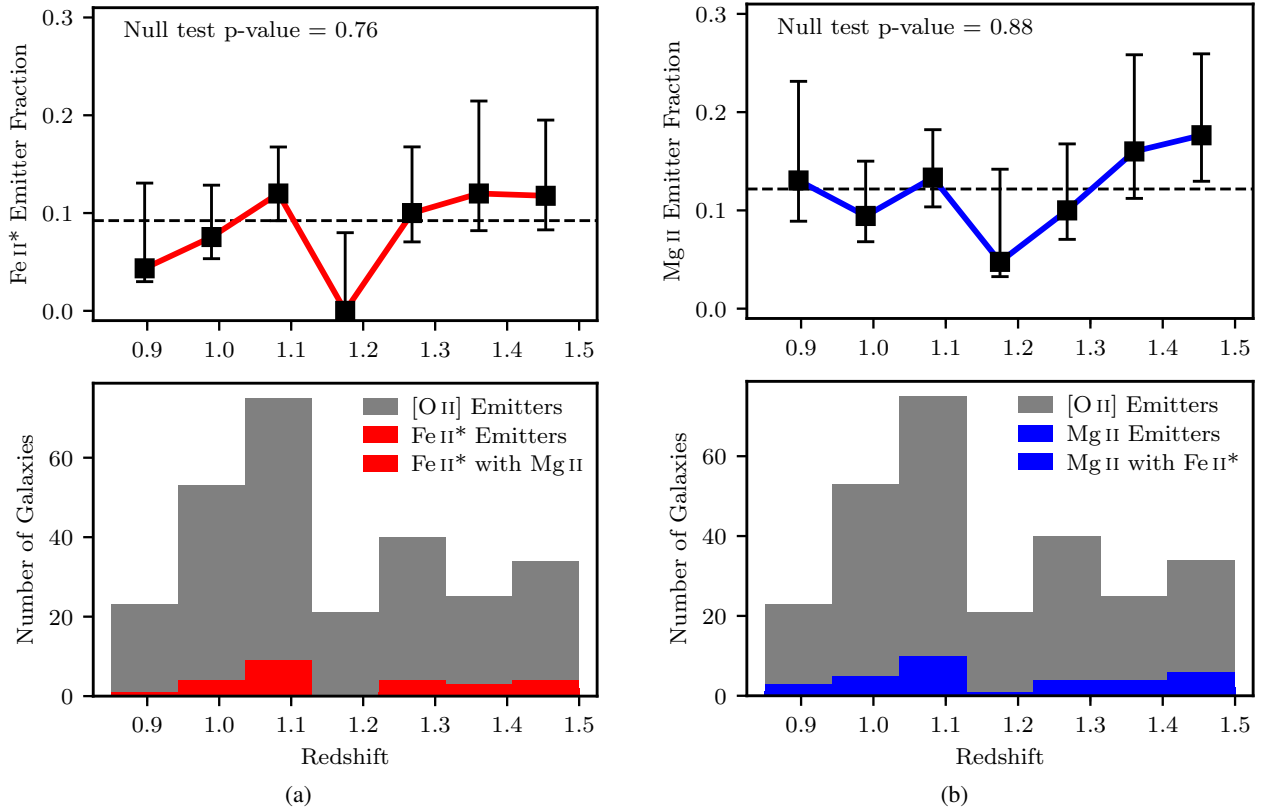 Null test p-value = 0.76
Fe II* Emitter Fraction
0.3
0.2
0.1
0.0
0.9 1.0 1.1 1.2 1.3 1.4 1.5
[O II] Emitters
Fe II* Emitters
Fe II* with Mg II
Number of Galaxies
60
40
20
0
0.9 1.0 1.1 1.2 1.3 1.4 1.5
Redshift
(a)
Null test p-value = 0.88
Mg II Emitter Fraction
0.3
0.2
0.1
0.0
0.9 1.0 1.1 1.2 1.3 1.4 1.5
[O II] Emitters
Mg II Emitters
Mg II with Fe II*
Number of Galaxies
60
40
20
0
0.9 1.0 1.1 1.2 1.3 1.4 1.5
Redshift
(b)